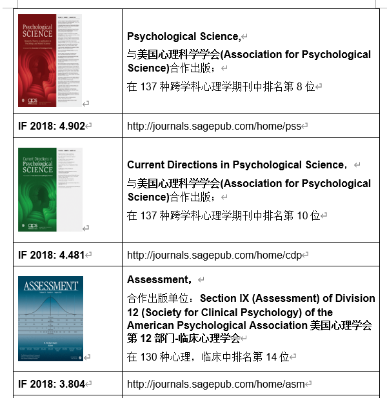 Psychological
SCIENCE
Psychological Science,
与美国心理科学学会(Association for Psychological
Science)合作出版：
在 137 种跨学科心理学期刊中排名第 8 位
IF 2018: 4.902
http://journals.sagepub.com/home/pss
Current Directions in
Psychological
SCIENCE
Current Directions in Psychological Science，
与美国心理科学学会(Association for Psychological
Science)合作出版：
在 137 种跨学科心理学期刊中排名第 10 位
IF 2018: 4.481
http://journals.sagepub.com/home/cdp
ASSESSMENT
Assessment，
合作出版单位：Section IX (Assessment) of Division
12 (Society for Clinical Psychology) of the
American Psychological Association 美国心理学会
第 12 部门-临床心理学会
在 130 种心理，临床中排名第 14 位
IF 2018: 3.804
http://journals.sagepub.com/home/asm